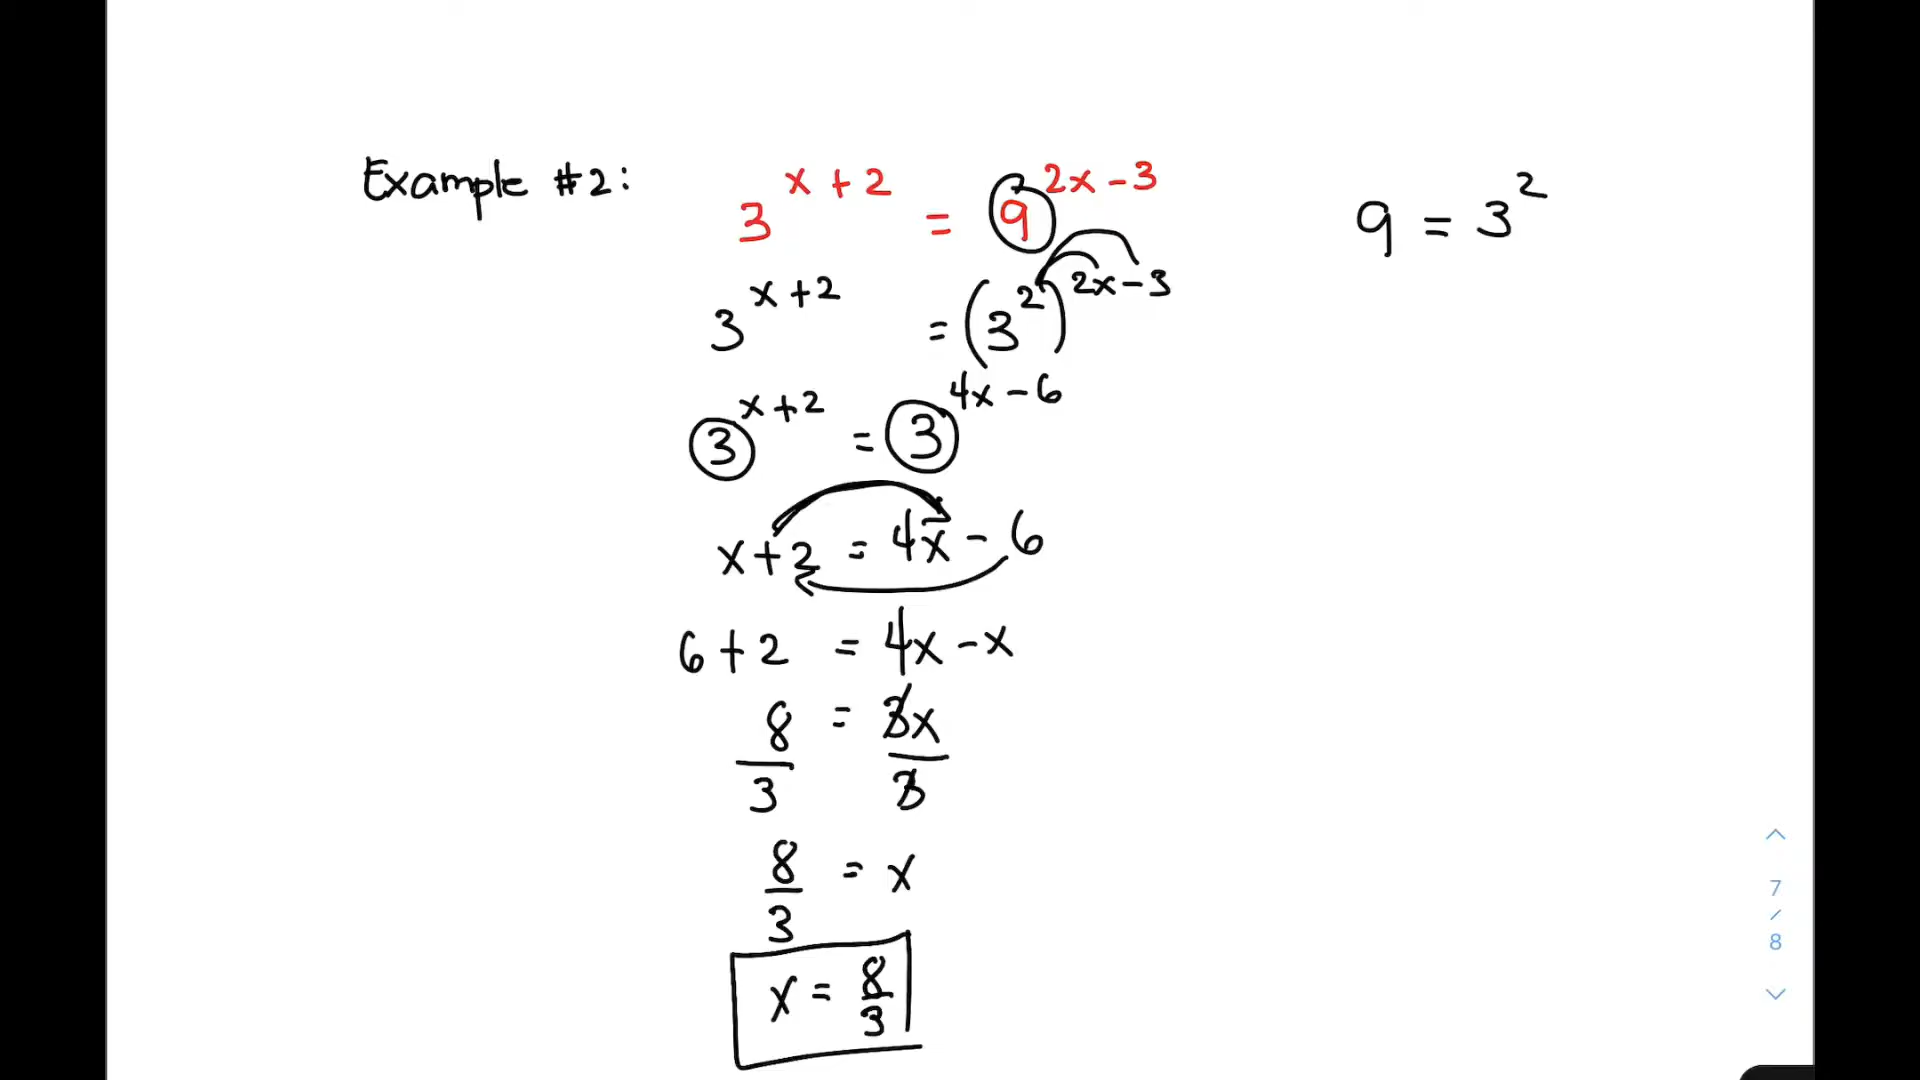 Example #2: 3^(x+2) = 9^(2x-3) 9 = 3^2
3^(x+2) = (3^2)^(2x-3)
3^(x+2) = 3^(4x-6)
x+2 = 4x-6
6+2 = 4x-x
8/3 = 3x/3
8/3 = x
x = 8/3
7
/
8